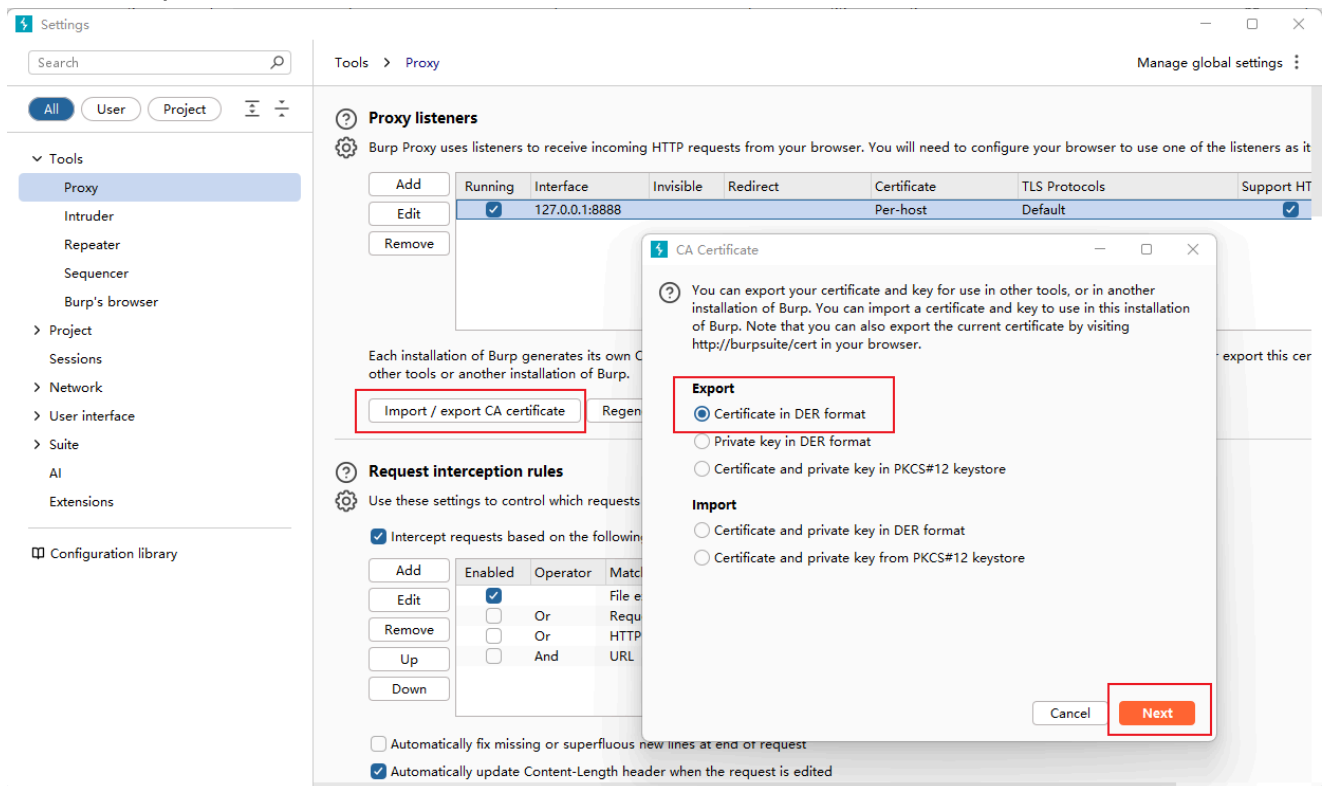 Settings
Search
All User Project
Tools
Proxy
Intruder
Repeater
Sequencer
Burp's browser
Project
Sessions
Network
User interface
Suite
AI
Extensions
Configuration library
Tools > Proxy
Manage global settings
Proxy listeners
Burp Proxy uses listeners to receive incoming HTTP requests from your browser. You will need to configure your browser to use one of the listeners as it
Add
Edit
Remove
Running Interface Invisible Redirect Certificate TLS Protocols Support HT
127.0.0.1:8888 Per-host Default
Each installation of Burp generates its own C
r export this cer
other tools or another installation of Burp.
Import / export CA certificate
Regen
Request interception rules
Use these settings to control which requests
Intercept requests based on the followin
Add
Edit
Remove
Up
Down
Enabled Operator Matc
File e
Or Requ
Or HTTP
And URL
Automatically fix missing or superfluous new lines at end of request
Automatically update Content-Length header when the request is edited
CA Certificate
You can export your certificate and key for use in other tools, or in another
installation of Burp. You can import a certificate and key to use in this installation
of Burp. Note that you can also export the current certificate by visiting
http://burpsuite/cert in your browser.
Export
Certificate in DER format
Private key in DER format
Certificate and private key in PKCS#12 keystore
Import
Certificate and private key in DER format
Certificate and private key from PKCS#12 keystore
Cancel
Next